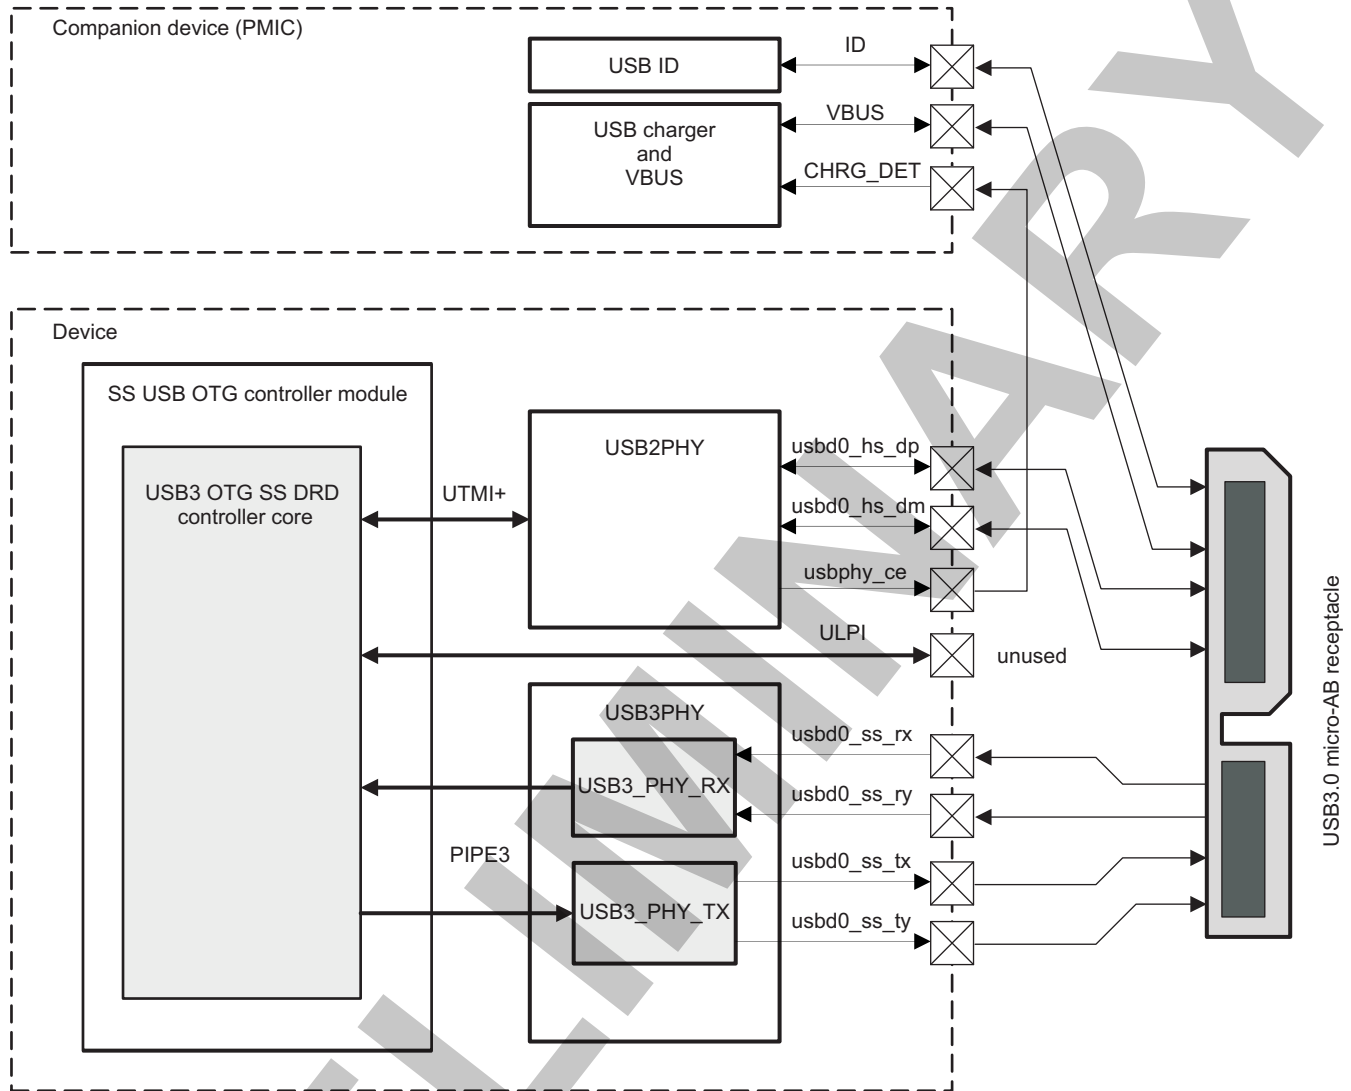 Companion device (PMIC)
USB ID
ID
USB charger
and
VBUS
VBUS
CHRG_DET
Device
SS USB OTG controller module
USB3 OTG SS DRD
controller core
UTMI+
USB2PHY
usbd0_hs_dp
usbd0_hs_dm
usbphy_ce
ULPI
unused
USB3PHY
USB3_PHY_RX
usbd0_ss_rx
usbd0_ss_ry
PIPE3
USB3_PHY_TX
usbd0_ss_tx
usbd0_ss_ty
USB3.0 micro-AB receptacle
ELIMINARY